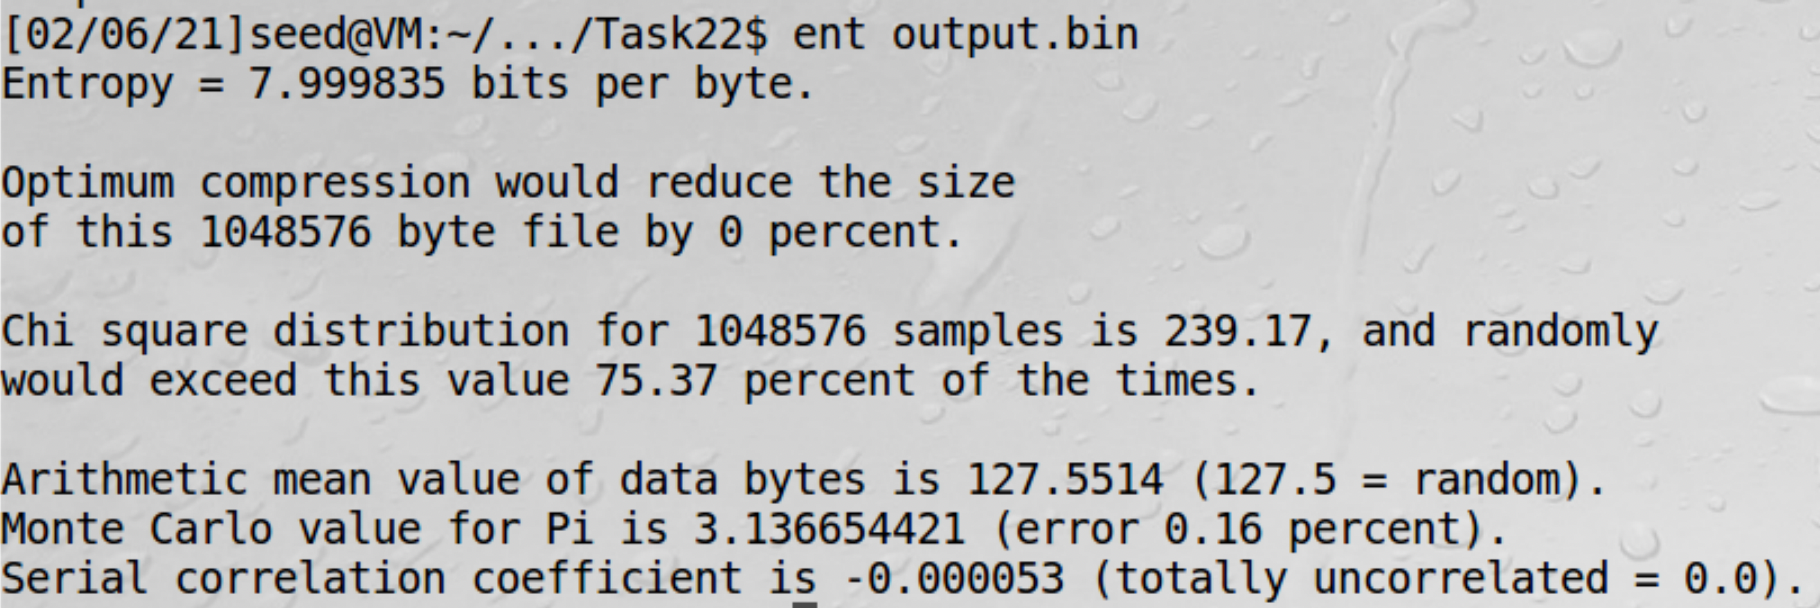 [02/06/21]seed@VM:~/.../Task22$ ent output.bin
Entropy = 7.999835 bits per byte.
Optimum compression would reduce the size
of this 1048576 byte file by 0 percent.
Chi square distribution for 1048576 samples is 239.17, and randomly
would exceed this value 75.37 percent of the times.
Arithmetic mean value of data bytes is 127.5514 (127.5 = random).
Monte Carlo value for Pi is 3.136654421 (error 0.16 percent).
Serial correlation coefficient is -0.000053 (totally uncorrelated = 0.0).